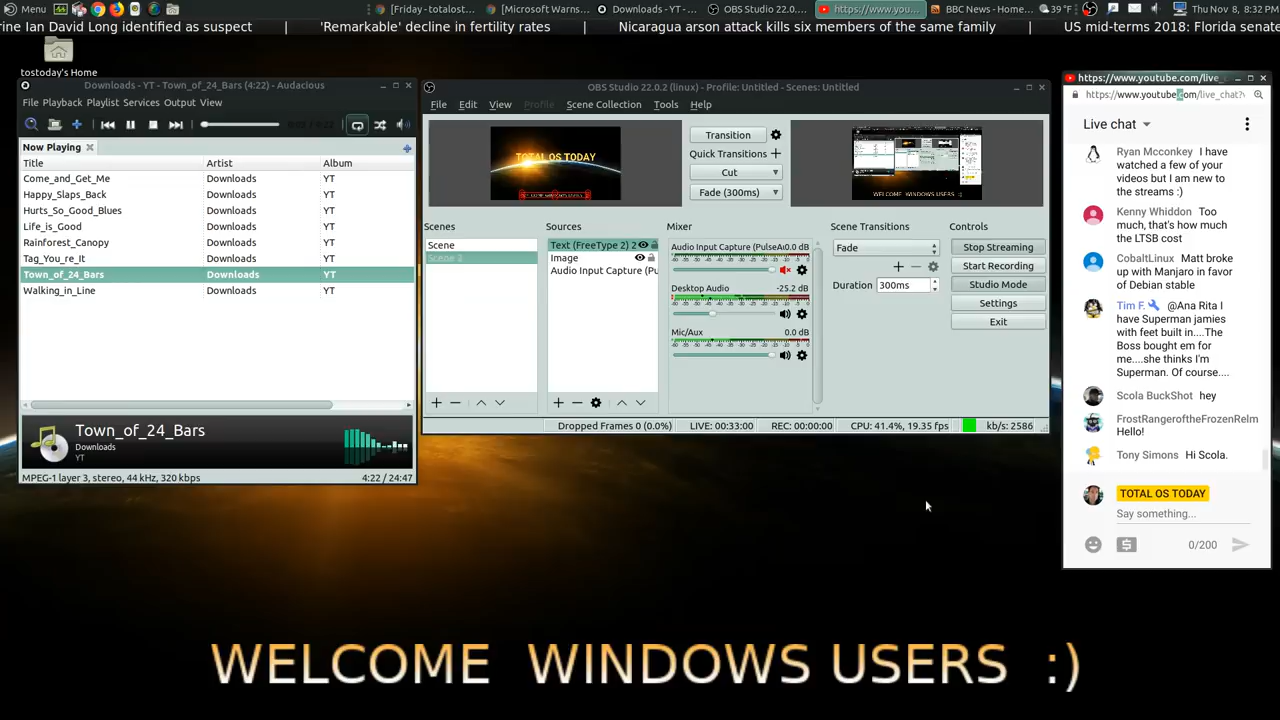 Menu
[Friday - totalost...
[Microsoft Warns...
Downloads - YT -...
OBS Studio 22.0....
https://www.you...
BBC News - Home...
39 °F
Thu Nov 8, 8:32 PM
rine Ian David Long identified as suspect | 'Remarkable' decline in fertility rates | Nicaragua arson attack kills six members of the same family | US mid-terms 2018: Florida senate
tostoday's Home
Downloads - YT - Town_of_24_Bars (4:22) - Audacious
File Playback Playlist Services Output View
Now Playing
Title Artist Album
Come_and_Get_Me Downloads YT
Happy_Slaps_Back Downloads YT
Hurts_So_Good_Blues Downloads YT
Life_is_Good Downloads YT
Rainforest_Canopy Downloads YT
Tag_You_re_It Downloads YT
Town_of_24_Bars Downloads YT
Walking_in_Line Downloads YT
Town_of_24_Bars
Downloads
YT
MPEG-1 layer 3, stereo, 44 kHz, 320 kbps 4:22 / 24:47
OBS Studio 22.0.2 (linux) - Profile: Untitled - Scenes: Untitled
File Edit View Profile Scene Collection Tools Help
TOTAL OS TODAY
Transition
Quick Transitions
Cut
Fade (300ms)
WELCOME WINDOWS USERS :)
Scenes
Scene
Scene 2
Sources
Text (FreeType 2) 2
Image
Audio Input Capture (Pu
Mixer
Audio Input Capture (PulseAu 0.0 dB
Desktop Audio -25.2 dB
Mic/Aux 0.0 dB
Scene Transitions
Fade
Duration 300ms
Controls
Stop Streaming
Start Recording
Studio Mode
Settings
Exit
Dropped Frames 0 (0.0%) LIVE: 00:33:00 REC: 00:00:00 CPU: 41.4%, 19.35 fps kb/s: 2586
https://www.youtube.com/live_
https://www.youtube.com/live_chat?v
Live chat
Ryan Mcconkey I have
watched a few of your
videos but I am new to
the streams :)
Kenny Whiddon Too
much, that's how much
the LTSB cost
CobaltLinux Matt broke
up with Manjaro in favor
of Debian stable
Tim F. @Ana Rita I
have Superman jamies
with feet built in....The
Boss bought em for
me....she thinks I'm
Superman. Of course....
Scola BuckShot hey
FrostRangeroftheFrozenRelm
Hello!
Tony Simons Hi Scola.
TOTAL OS TODAY
Say something...
0/200
WELCOME WINDOWS USERS :)